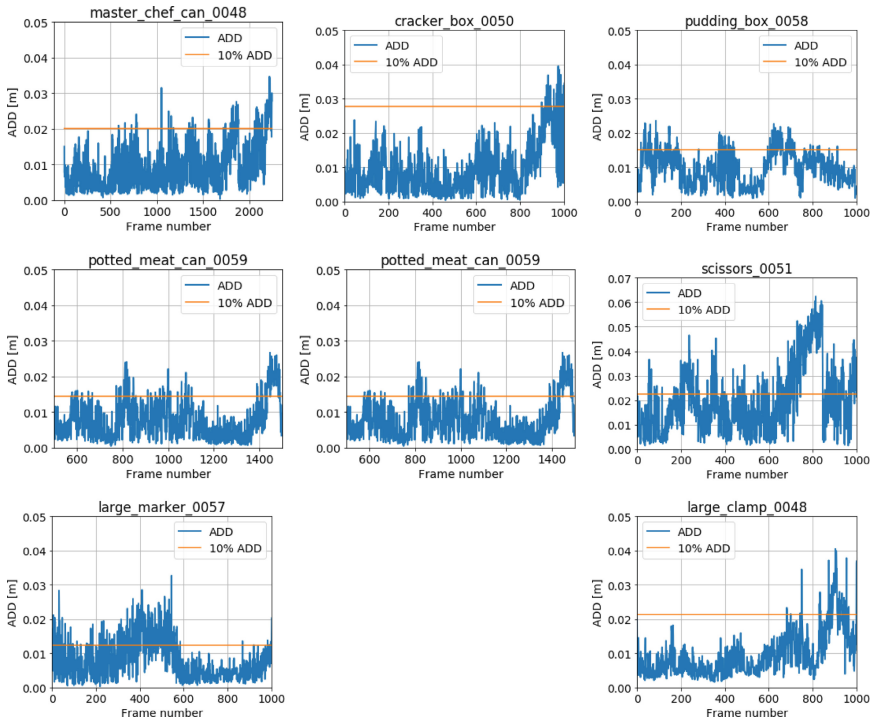 master_chef_can_0048
0.05
0.04
0.03
0.02
0.01
0.00
ADD [m]
ADD
10% ADD
0 500 1000 1500 2000
Frame number
cracker_box_0050
0.05
0.04
0.03
0.02
0.01
0.00
ADD [m]
ADD
10% ADD
0 200 400 600 800 1000
Frame number
pudding_box_0058
0.05
0.04
0.03
0.02
0.01
0.00
ADD [m]
ADD
10% ADD
0 200 400 600 800 1000
Frame number
potted_meat_can_0059
0.05
0.04
0.03
0.02
0.01
0.00
ADD [m]
ADD
10% ADD
600 800 1000 1200 1400
Frame number
potted_meat_can_0059
0.05
0.04
0.03
0.02
0.01
0.00
ADD [m]
ADD
10% ADD
600 800 1000 1200 1400
Frame number
scissors_0051
0.07
0.06
0.05
0.04
0.03
0.02
0.01
0.00
ADD [m]
ADD
10% ADD
0 200 400 600 800 1000
Frame number
large_marker_0057
0.05
0.04
0.03
0.02
0.01
0.00
ADD [m]
ADD
10% ADD
0 200 400 600 800 1000
Frame number
large_clamp_0048
0.05
0.04
0.03
0.02
0.01
0.00
ADD [m]
ADD
10% ADD
0 200 400 600 800 1000
Frame number